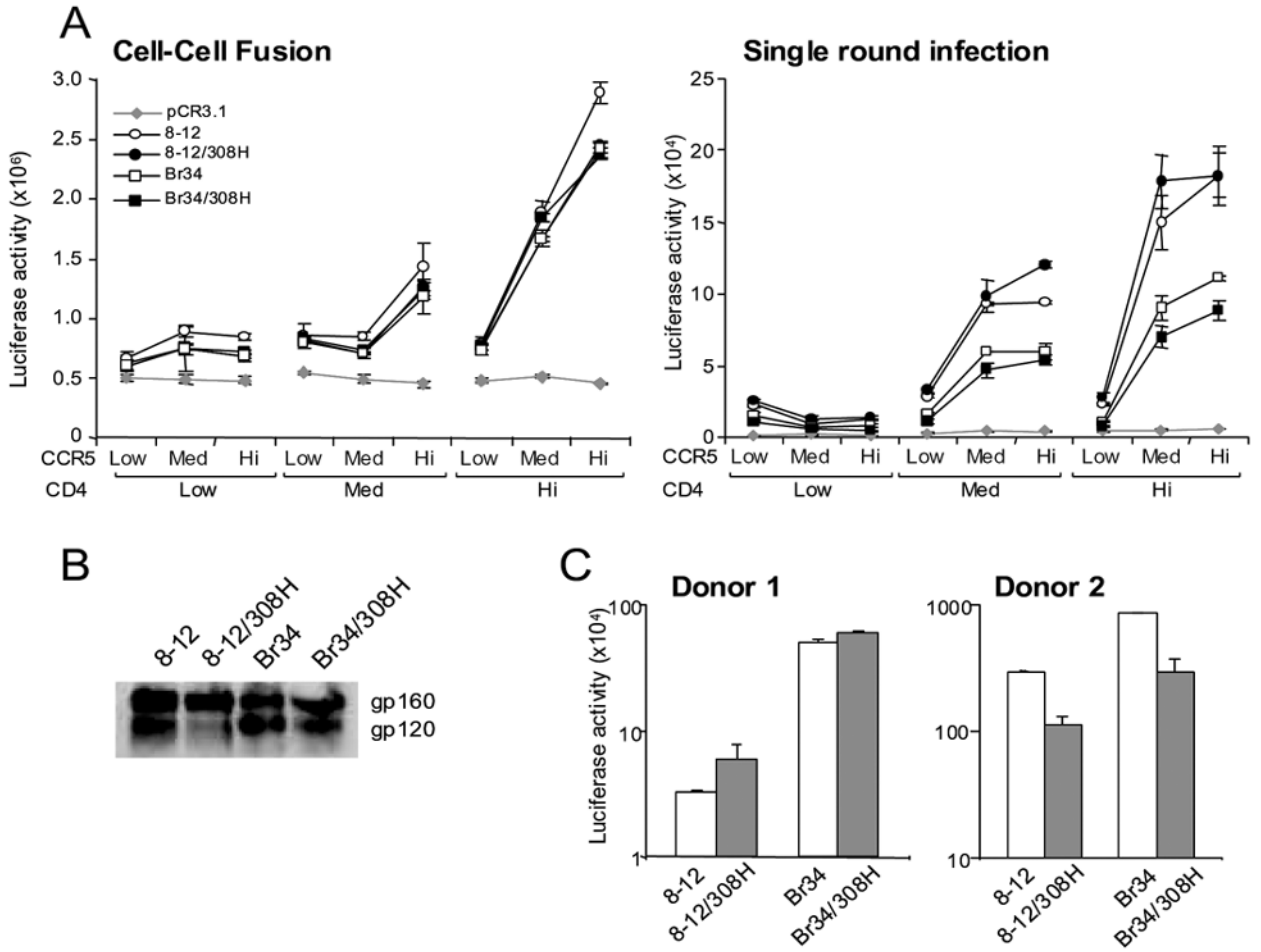 A
Cell-Cell Fusion
Luciferase activity (x10⁶)
3.0
2.5
2.0
1.5
1.0
0.5
0
pCR3.1
8-12
8-12/308H
Br34
Br34/308H
CCR5 Low Med Hi Low Med Hi Low Med Hi
CD4 Low Med Hi
Single round infection
Luciferase activity (x10⁴)
25
20
15
10
5
0
CCR5 Low Med Hi Low Med Hi Low Med Hi
CD4 Low Med Hi
B
8-12 8-12/308H Br34 Br34/308H
gp160
gp120
C
Donor 1
Luciferase activity (x10⁴)
100
10
1
8-12 8-12/308H Br34 Br34/308H
Donor 2
1000
100
10
8-12 8-12/308H Br34 Br34/308H